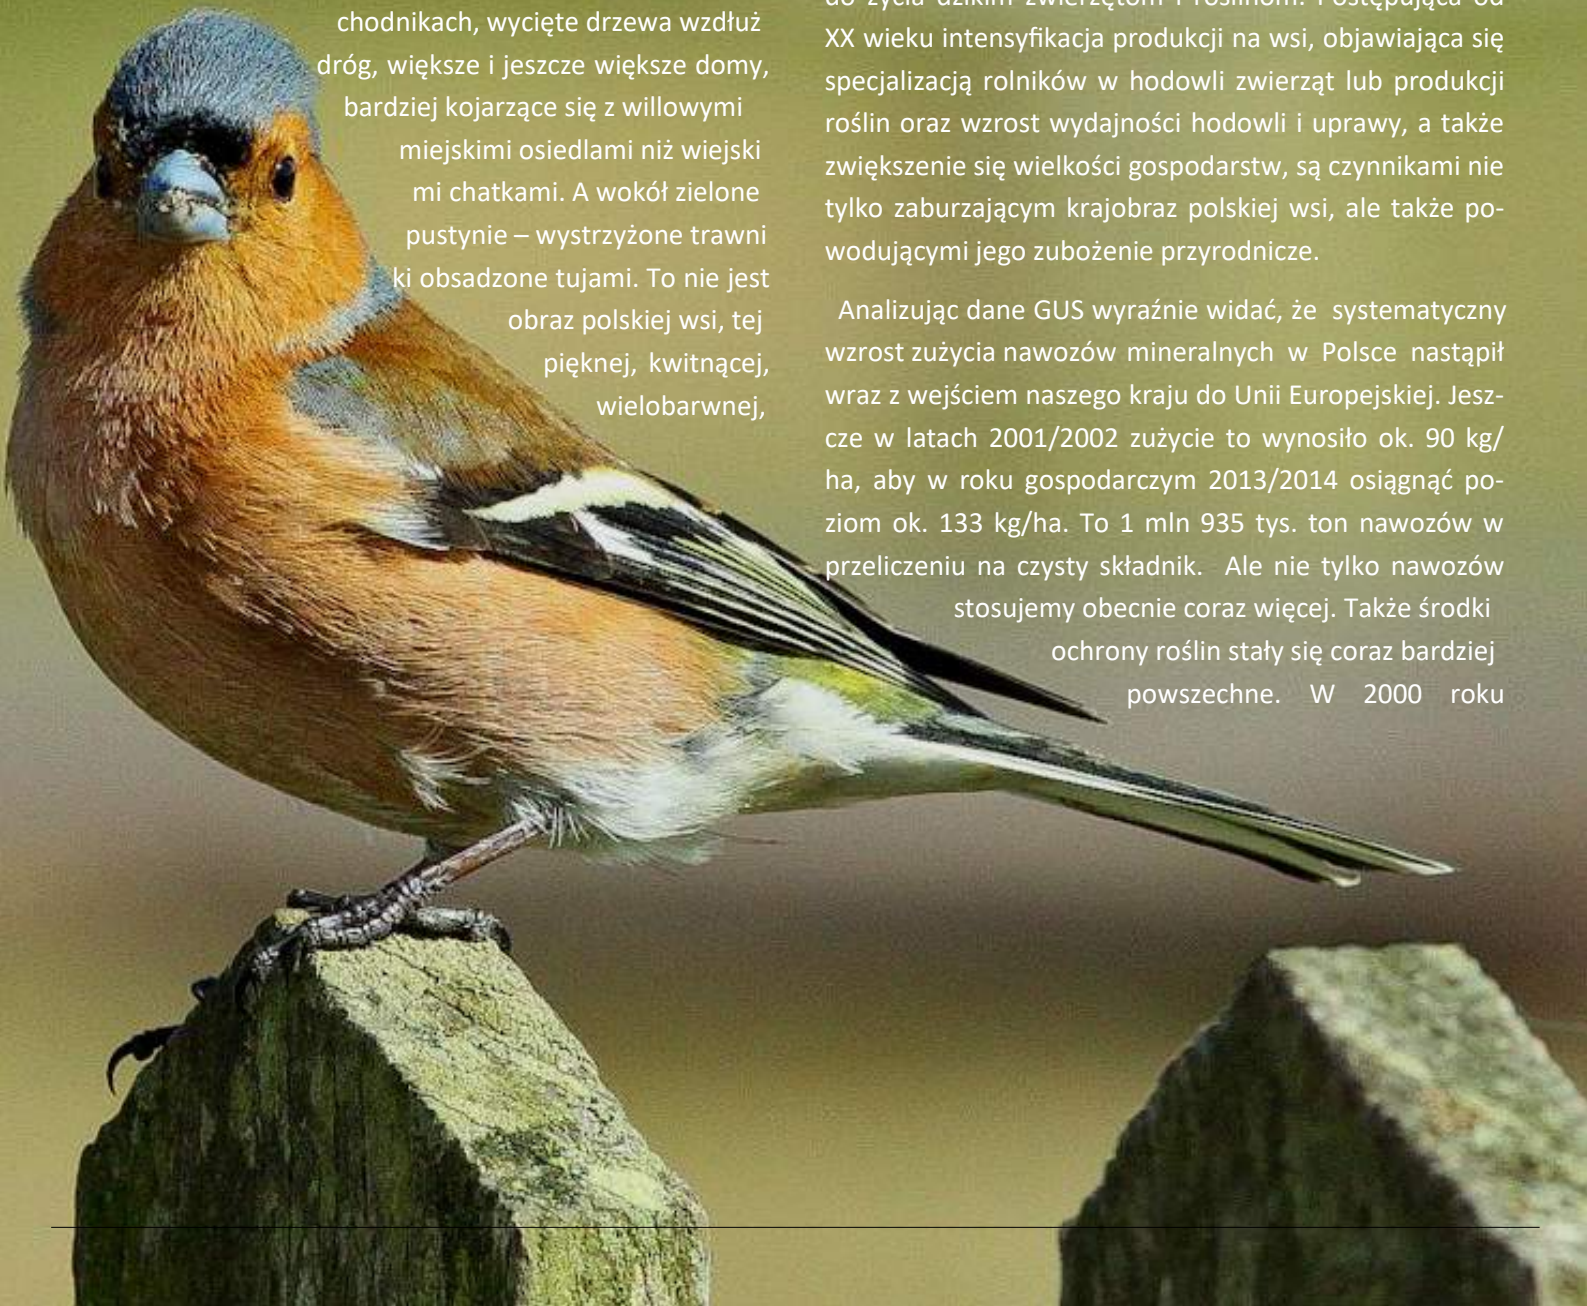 chodnikach, wycięte drzewa wzdłuż
dróg, większe i jeszcze większe domy,
bardziej kojarzące się z willowymi
miejskimi osiedlami niż wiejski
mi chatkami. A wokół zielone
pustynie – wystrzyżone trawni
ki obsadzone tujami. To nie jest
obraz polskiej wsi, tej
pięknej, kwitnącej,
wielobarwnej,
do życia dzikim zwierzętom i roślinom. Postępująca od
XX wieku intensyfikacja produkcji na wsi, objawiająca się
specjalizacją rolników w hodowli zwierząt lub produkcji
roślin oraz wzrost wydajności hodowli i uprawy, a także
zwiększenie się wielkości gospodarstw, są czynnikami nie
tylko zaburzającym krajobraz polskiej wsi, ale także po-
wodującymi jego zubożenie przyrodnicze.
Analizując dane GUS wyraźnie widać, że systematyczny
wzrost zużycia nawozów mineralnych w Polsce nastąpił
wraz z wejściem naszego kraju do Unii Europejskiej. Jesz-
cze w latach 2001/2002 zużycie to wynosiło ok. 90 kg/
ha, aby w roku gospodarczym 2013/2014 osiągnąć po-
ziom ok. 133 kg/ha. To 1 mln 935 tys. ton nawozów w
przeliczeniu na czysty składnik. Ale nie tylko nawozów
stosujemy obecnie coraz więcej. Także środki
ochrony roślin stały się coraz bardziej
powszechne. W 2000 roku